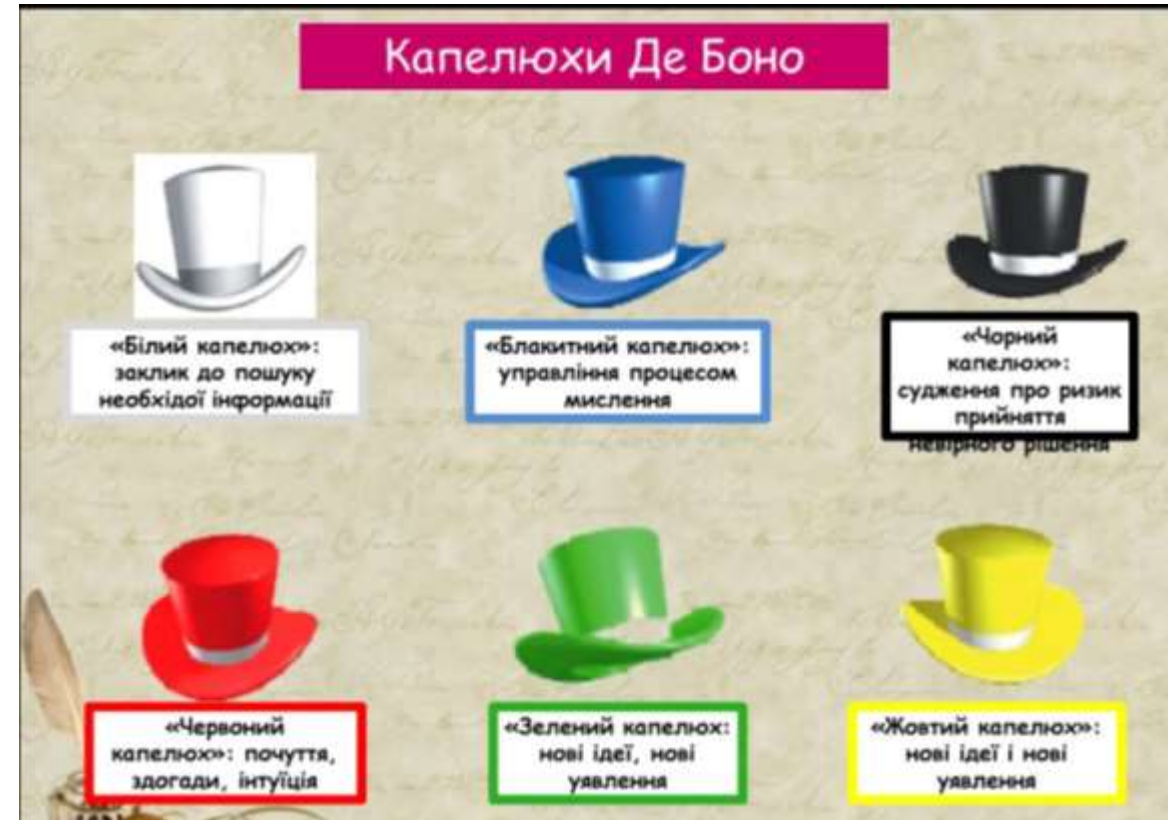 Капелюхи Де Боно
«Білий капелюх»:
заклик до пошуку
необхідої інформації
«Блакитний капелюх»:
управління процесом
мислення
«Чорний
капелюх»:
судження про ризик
прийняття
невірного рішення
«Червоний
капелюх»: почуття,
здогади, інтуїція
«Зелений капелюх:
нові ідеї, нові
уявлення
«Жовтий капелюх»:
нові ідеї і нові
уявлення